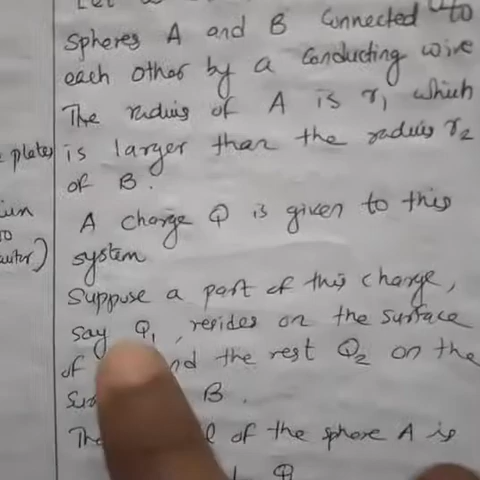 spheres A and B connected to
each other by a conducting wire
The radius of A is r₁ which
is larger than the radius r₂
of B.
A charge Q is given to this
system
Suppose a part of this charge,
say Q₁, resides on the surface
of nd the rest Q₂ on the
B.
of the sphere A is
Q
plates